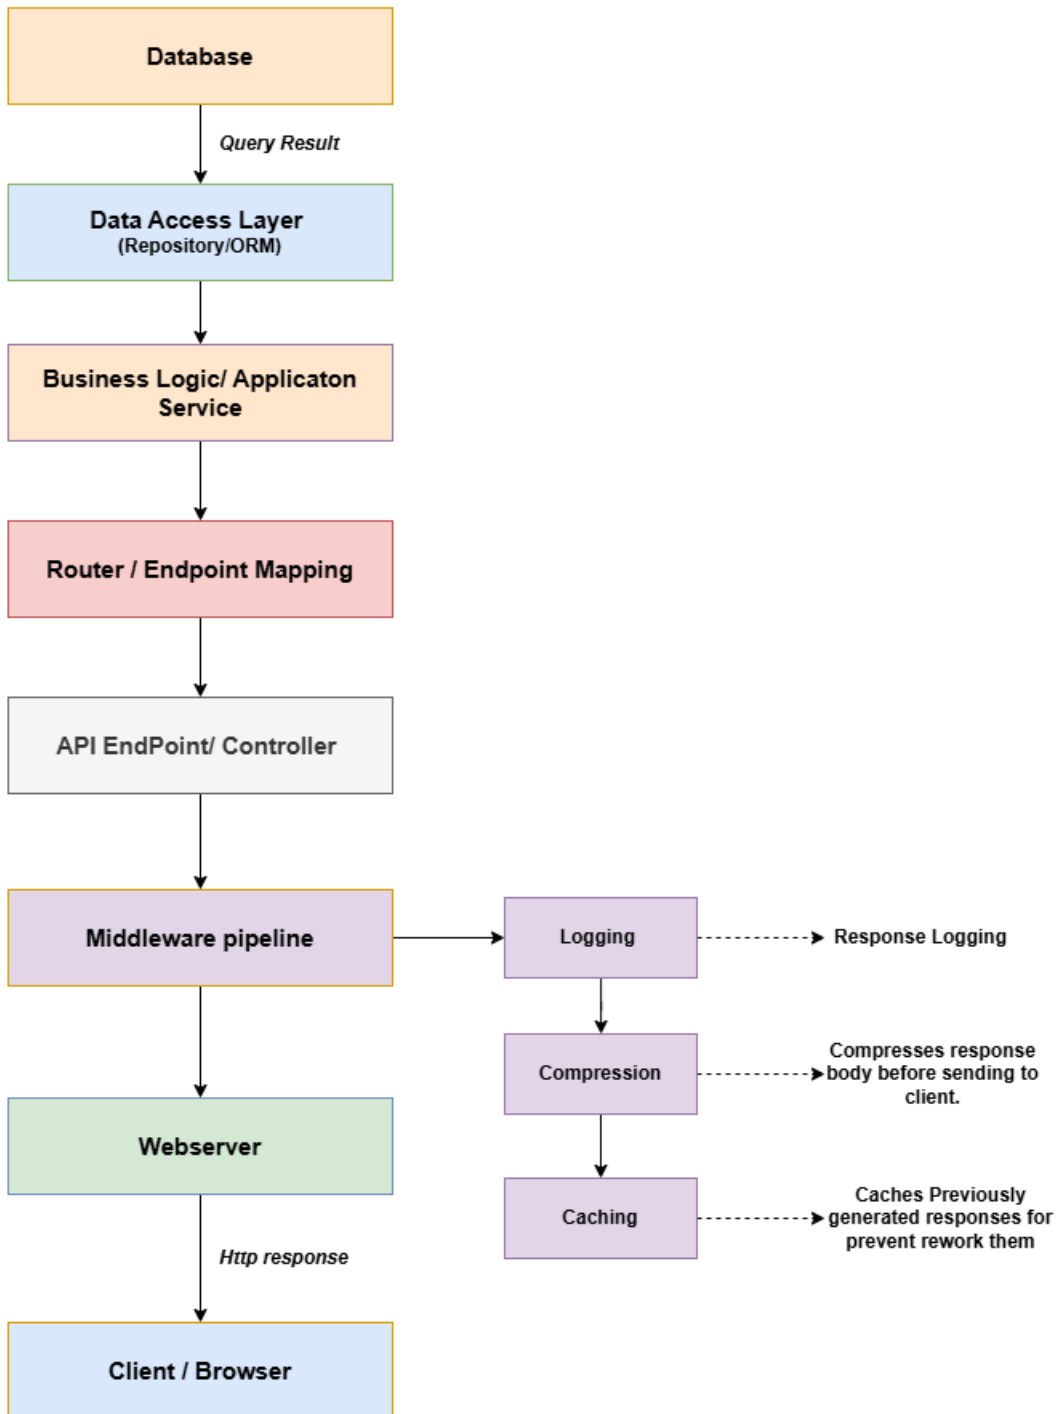 Database
Query Result
Data Access Layer
(Repository/ORM)
Business Logic/ Applicaton
Service
Router / Endpoint Mapping
API EndPoint/ Controller
Middleware pipeline
Logging
Response Logging
Compression
Compresses response
body before sending to
client.
Webserver
Caching
Caches Previously
generated responses for
prevent rework them
Http response
Client / Browser